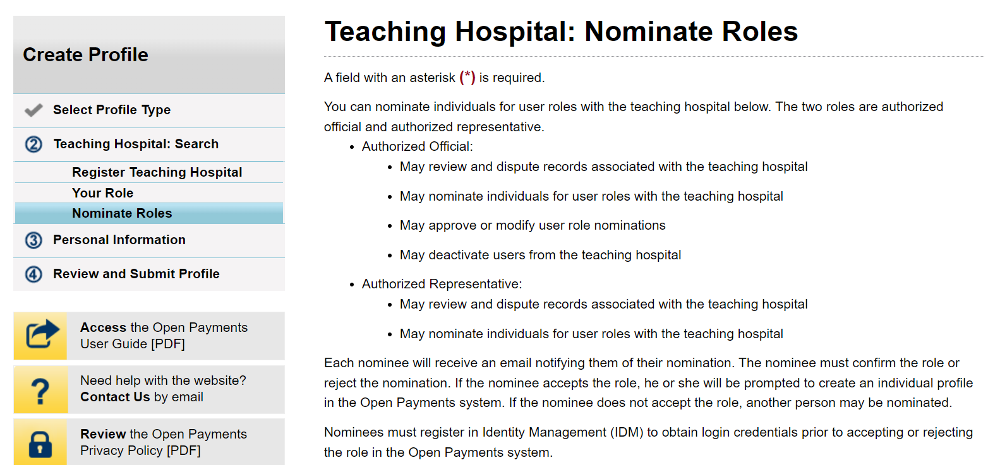 Create Profile
Select Profile Type
2 Teaching Hospital: Search
Register Teaching Hospital
Your Role
Nominate Roles
3 Personal Information
4 Review and Submit Profile
Access the Open Payments
User Guide [PDF]
? Need help with the website?
Contact Us by email
Review the Open Payments
Privacy Policy [PDF]
Teaching Hospital: Nominate Roles
A field with an asterisk (*) is required.
You can nominate individuals for user roles with the teaching hospital below. The two roles are authorized
official and authorized representative.
• Authorized Official:
• May review and dispute records associated with the teaching hospital
• May nominate individuals for user roles with the teaching hospital
• May approve or modify user role nominations
• May deactivate users from the teaching hospital
• Authorized Representative:
• May review and dispute records associated with the teaching hospital
• May nominate individuals for user roles with the teaching hospital
Each nominee will receive an email notifying them of their nomination. The nominee must confirm the role or
reject the nomination. If the nominee accepts the role, he or she will be prompted to create an individual profile
in the Open Payments system. If the nominee does not accept the role, another person may be nominated.
Nominees must register in Identity Management (IDM) to obtain login credentials prior to accepting or rejecting
the role in the Open Payments system.